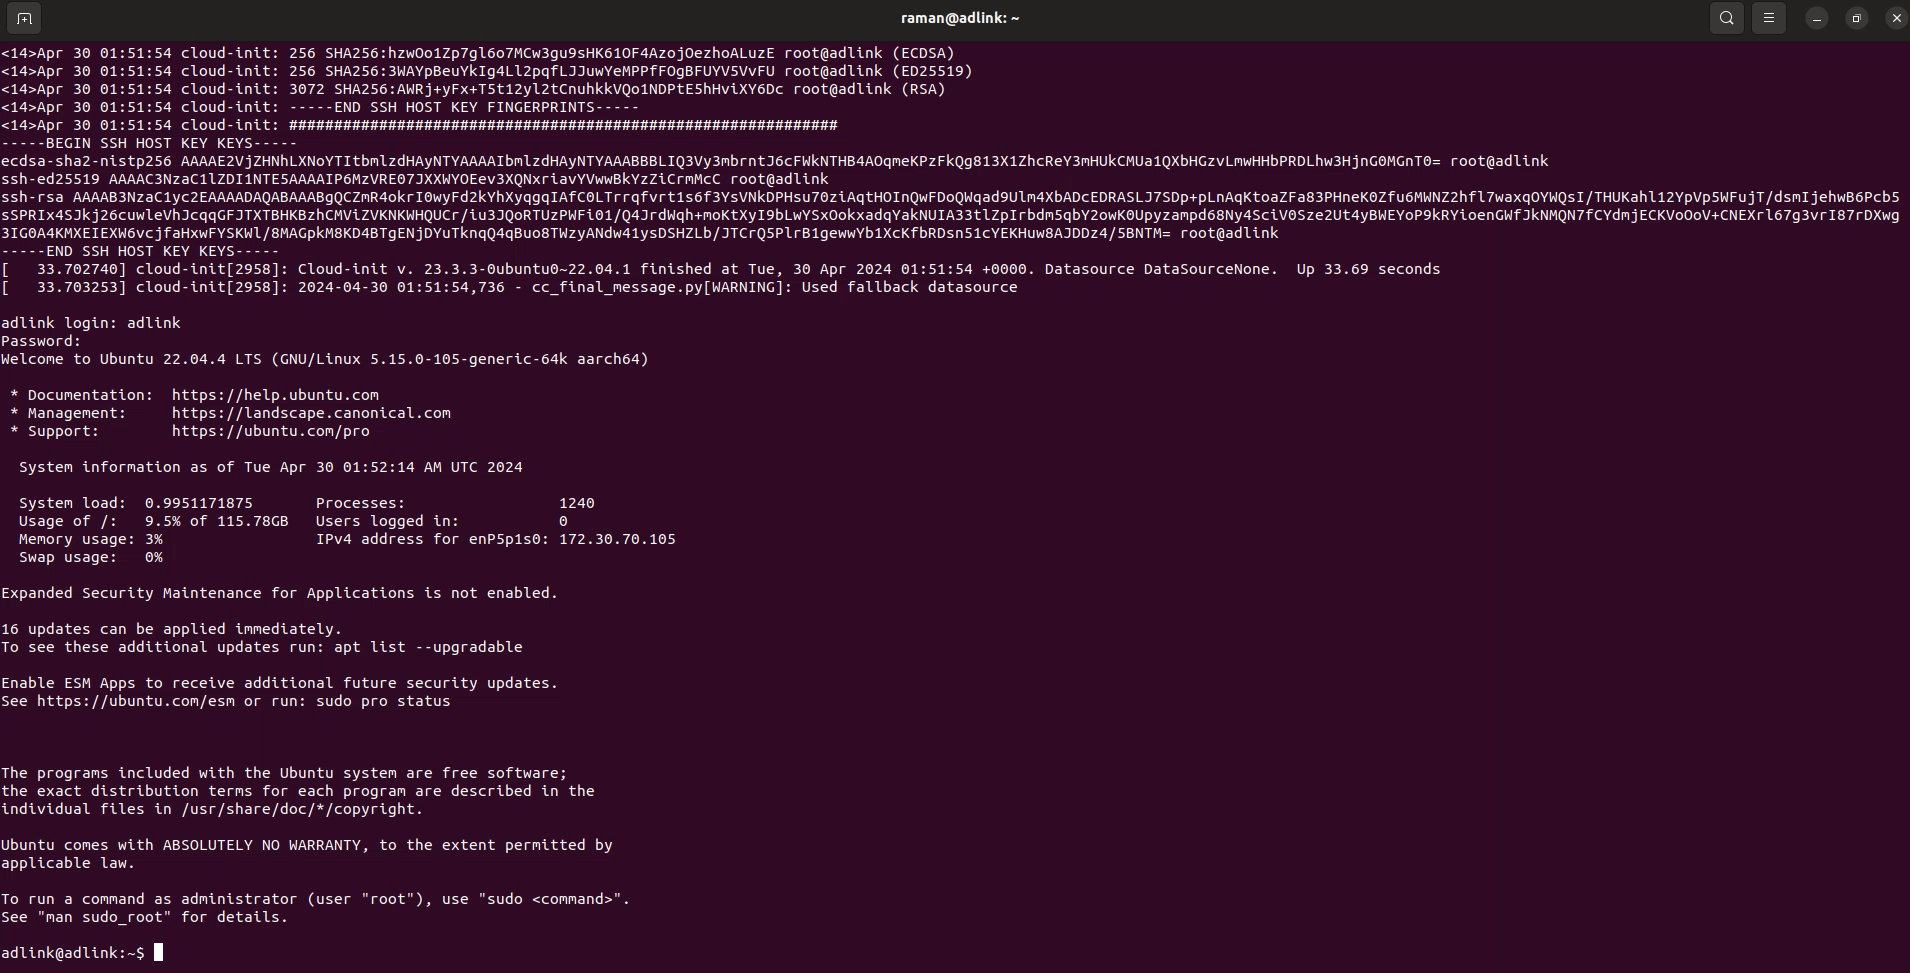 raman@adlink: ~
<14>Apr 30 01:51:54 cloud-init: 256 SHA256:hzwOo1Zp7gl6o7MCw3gu9sHK61OF4AzojOezhoALuzE root@adlink (ECDSA)
<14>Apr 30 01:51:54 cloud-init: 256 SHA256:3WAYpBeuYkIg4Ll2pqfLJJuwYeMPPfFOgBFUYV5VvFU root@adlink (ED25519)
<14>Apr 30 01:51:54 cloud-init: 3072 SHA256:AWRj+yFx+T5t12yl2tCnuhkkVQo1NDPtE5hHviXY6Dc root@adlink (RSA)
<14>Apr 30 01:51:54 cloud-init: -----END SSH HOST KEY FINGERPRINTS-----
<14>Apr 30 01:51:54 cloud-init: #############################################################
-----BEGIN SSH HOST KEY KEYS-----
ecdsa-sha2-nistp256 AAAAE2VjZHNhLXNoYTItbmlzdHAyNTYAAAAIbmlzdHAyNTYAAABBBLIQ3Vy3mbrntJ6cFWkNTHB4AOqmeKPzFkQg813X1ZhcReY3mHUkCMUa1QXbHGzvLmwHHbPRDLhw3HjnG0MGnT0= root@adlink
ssh-ed25519 AAAAC3NzaC1lZDI1NTE5AAAAIP6MzVRE07JXXWYOEev3XQNxriavYVwwBkYzZiCrmMcC root@adlink
ssh-rsa AAAAB3NzaC1yc2EAAAADAQABAAABgQCZmR4okrI0wyFd2kYhXyqgqIAfC0LTrrqfvrt1s6f3YsVNkDPHsu70ziAqtHOInQwFDoQWqad9Ulm4XbADcEDRASLJ7SDp+pLnAqKtoaZFa83PHneK0Zfu6MWNZ2hfl7waxqOYWQsI/THUKahl12YpVp5WFujT/dsmIjehwB6Pcb5
sSPRIx4SJkj26cuwleVhJcqqGFJTXTBHKBzhCMViZVKNKWHQUCr/iu3JQoRTUzPWFi01/Q4JrdWqh+moKtXyI9bLwYSxOokxadqYakNUIA33tlZpIrbdm5qbY2owK0Upyzampd68Ny4SciV0Sze2Ut4yBWEYoP9kRYioenGWfJkNMQN7fCYdmjECKVoOoV+CNEXrl67g3vrI87rDXwg
3IG0A4KMXEIEXW6vcjfaHxwFYSKWl/8MAGpkM8KD4BTgENjDYuTknqQ4qBuo8TWzyANdw41ysDSHZLb/JTCrQ5PlrB1gewwYb1XcKfbRDsn51cYEKHuw8AJDDz4/5BNTM= root@adlink
-----END SSH HOST KEY KEYS-----
[   33.702740] cloud-init[2958]: Cloud-init v. 23.3.3-0ubuntu0~22.04.1 finished at Tue, 30 Apr 2024 01:51:54 +0000. Datasource DataSourceNone.  Up 33.69 seconds
[   33.703253] cloud-init[2958]: 2024-04-30 01:51:54,736 - cc_final_message.py[WARNING]: Used fallback datasource
adlink login: adlink
Password:
Welcome to Ubuntu 22.04.4 LTS (GNU/Linux 5.15.0-105-generic-64k aarch64)
* Documentation:  https://help.ubuntu.com
* Management:     https://landscape.canonical.com
* Support:        https://ubuntu.com/pro
System information as of Tue Apr 30 01:52:14 AM UTC 2024
System load:  0.9951171875       Processes:                 1240
Usage of /:   9.5% of 115.78GB   Users logged in:           0
Memory usage: 3%                 IPv4 address for enP5p1s0: 172.30.70.105
Swap usage:   0%
Expanded Security Maintenance for Applications is not enabled.
16 updates can be applied immediately.
To see these additional updates run: apt list --upgradable
Enable ESM Apps to receive additional future security updates.
See https://ubuntu.com/esm or run: sudo pro status
The programs included with the Ubuntu system are free software;
the exact distribution terms for each program are described in the
individual files in /usr/share/doc/*/copyright.
Ubuntu comes with ABSOLUTELY NO WARRANTY, to the extent permitted by
applicable law.
To run a command as administrator (user "root"), use "sudo <command>".
See "man sudo_root" for details.
adlink@adlink:~$